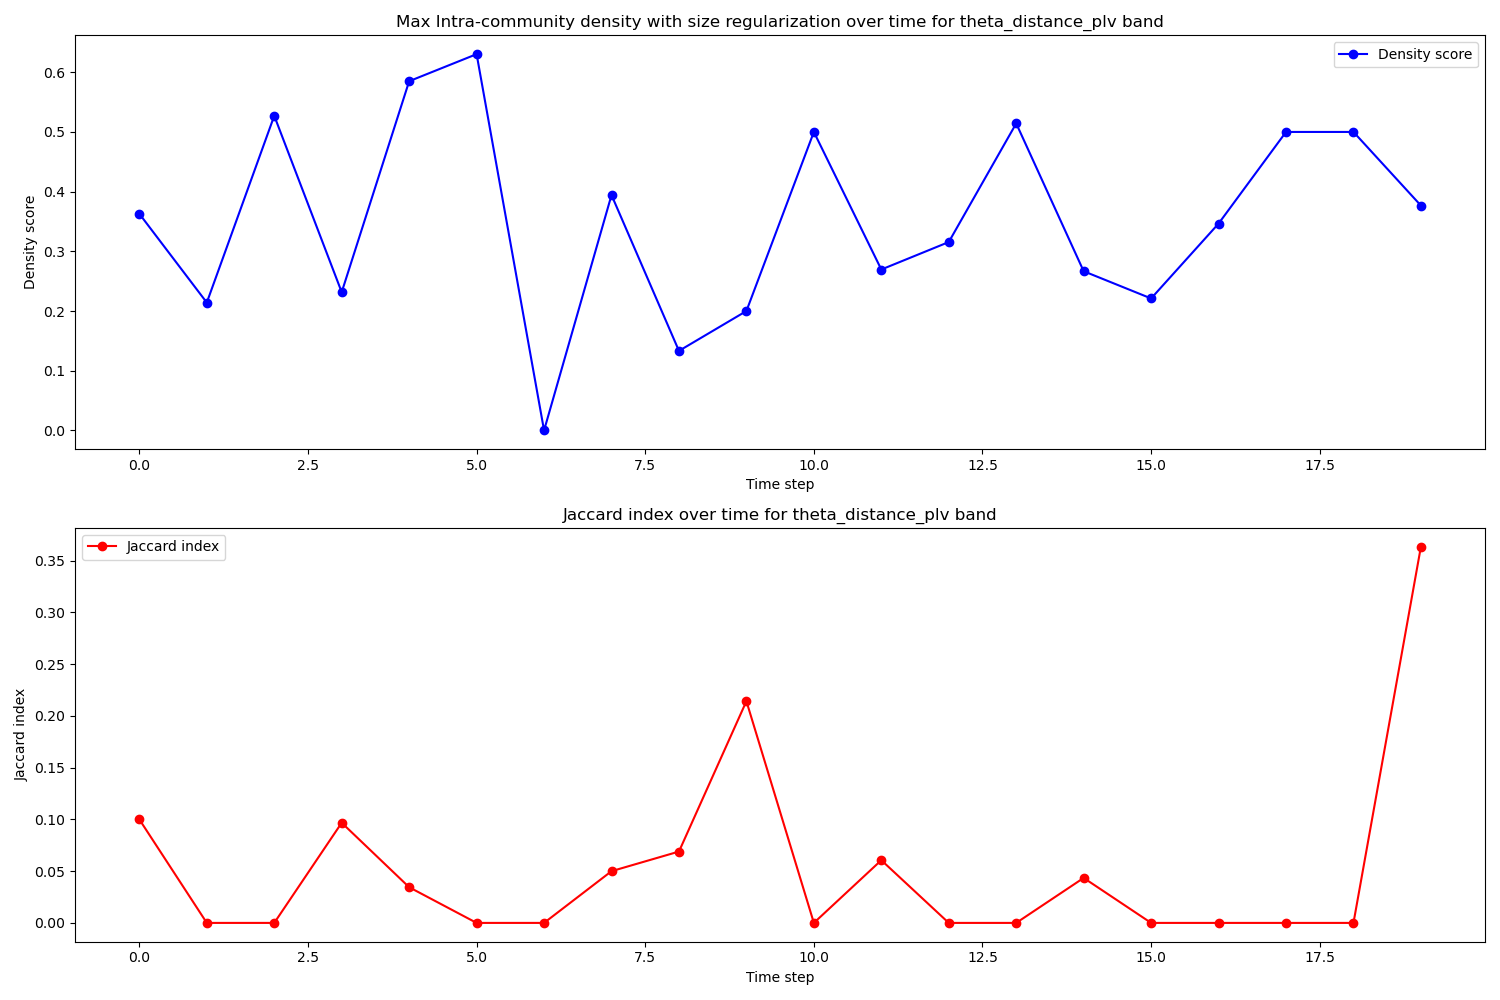 Max Intra-community density with size regularization over time for theta_distance_plv band
Density score
0.6
0.5
0.4
0.3
0.2
0.1
0.0
Density score
0.0 2.5 5.0 7.5 10.0 12.5 15.0 17.5
Time step
Jaccard index over time for theta_distance_plv band
Jaccard index
0.35
0.30
0.25
0.20
0.15
0.10
0.05
0.00
Jaccard index
0.0 2.5 5.0 7.5 10.0 12.5 15.0 17.5
Time step